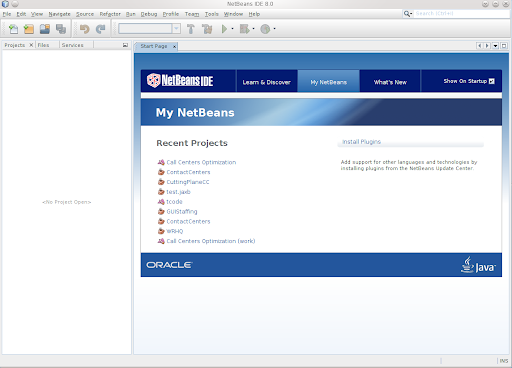 NetBeans IDE 8.0
File Edit View Navigate Source Refactor Run Debug Profile Team Tools Window Help
Search (Ctrl+I)
Projects Files Services
Start Page
NetBeans IDE
Learn & Discover
My NetBeans
What's New
Show On Startup
My NetBeans
Recent Projects
Install Plugins
Call Centers Optimization
Add support for other languages and technologies by
installing plugins from the NetBeans Update Center
ContactCenters
CuttingPlaneCC
test.jaxb
tcode
GUIStaffing
ContactCenters
WRHQ
Call Centers Optimization (work)
<No Project Open>
ORACLE
Java
INS